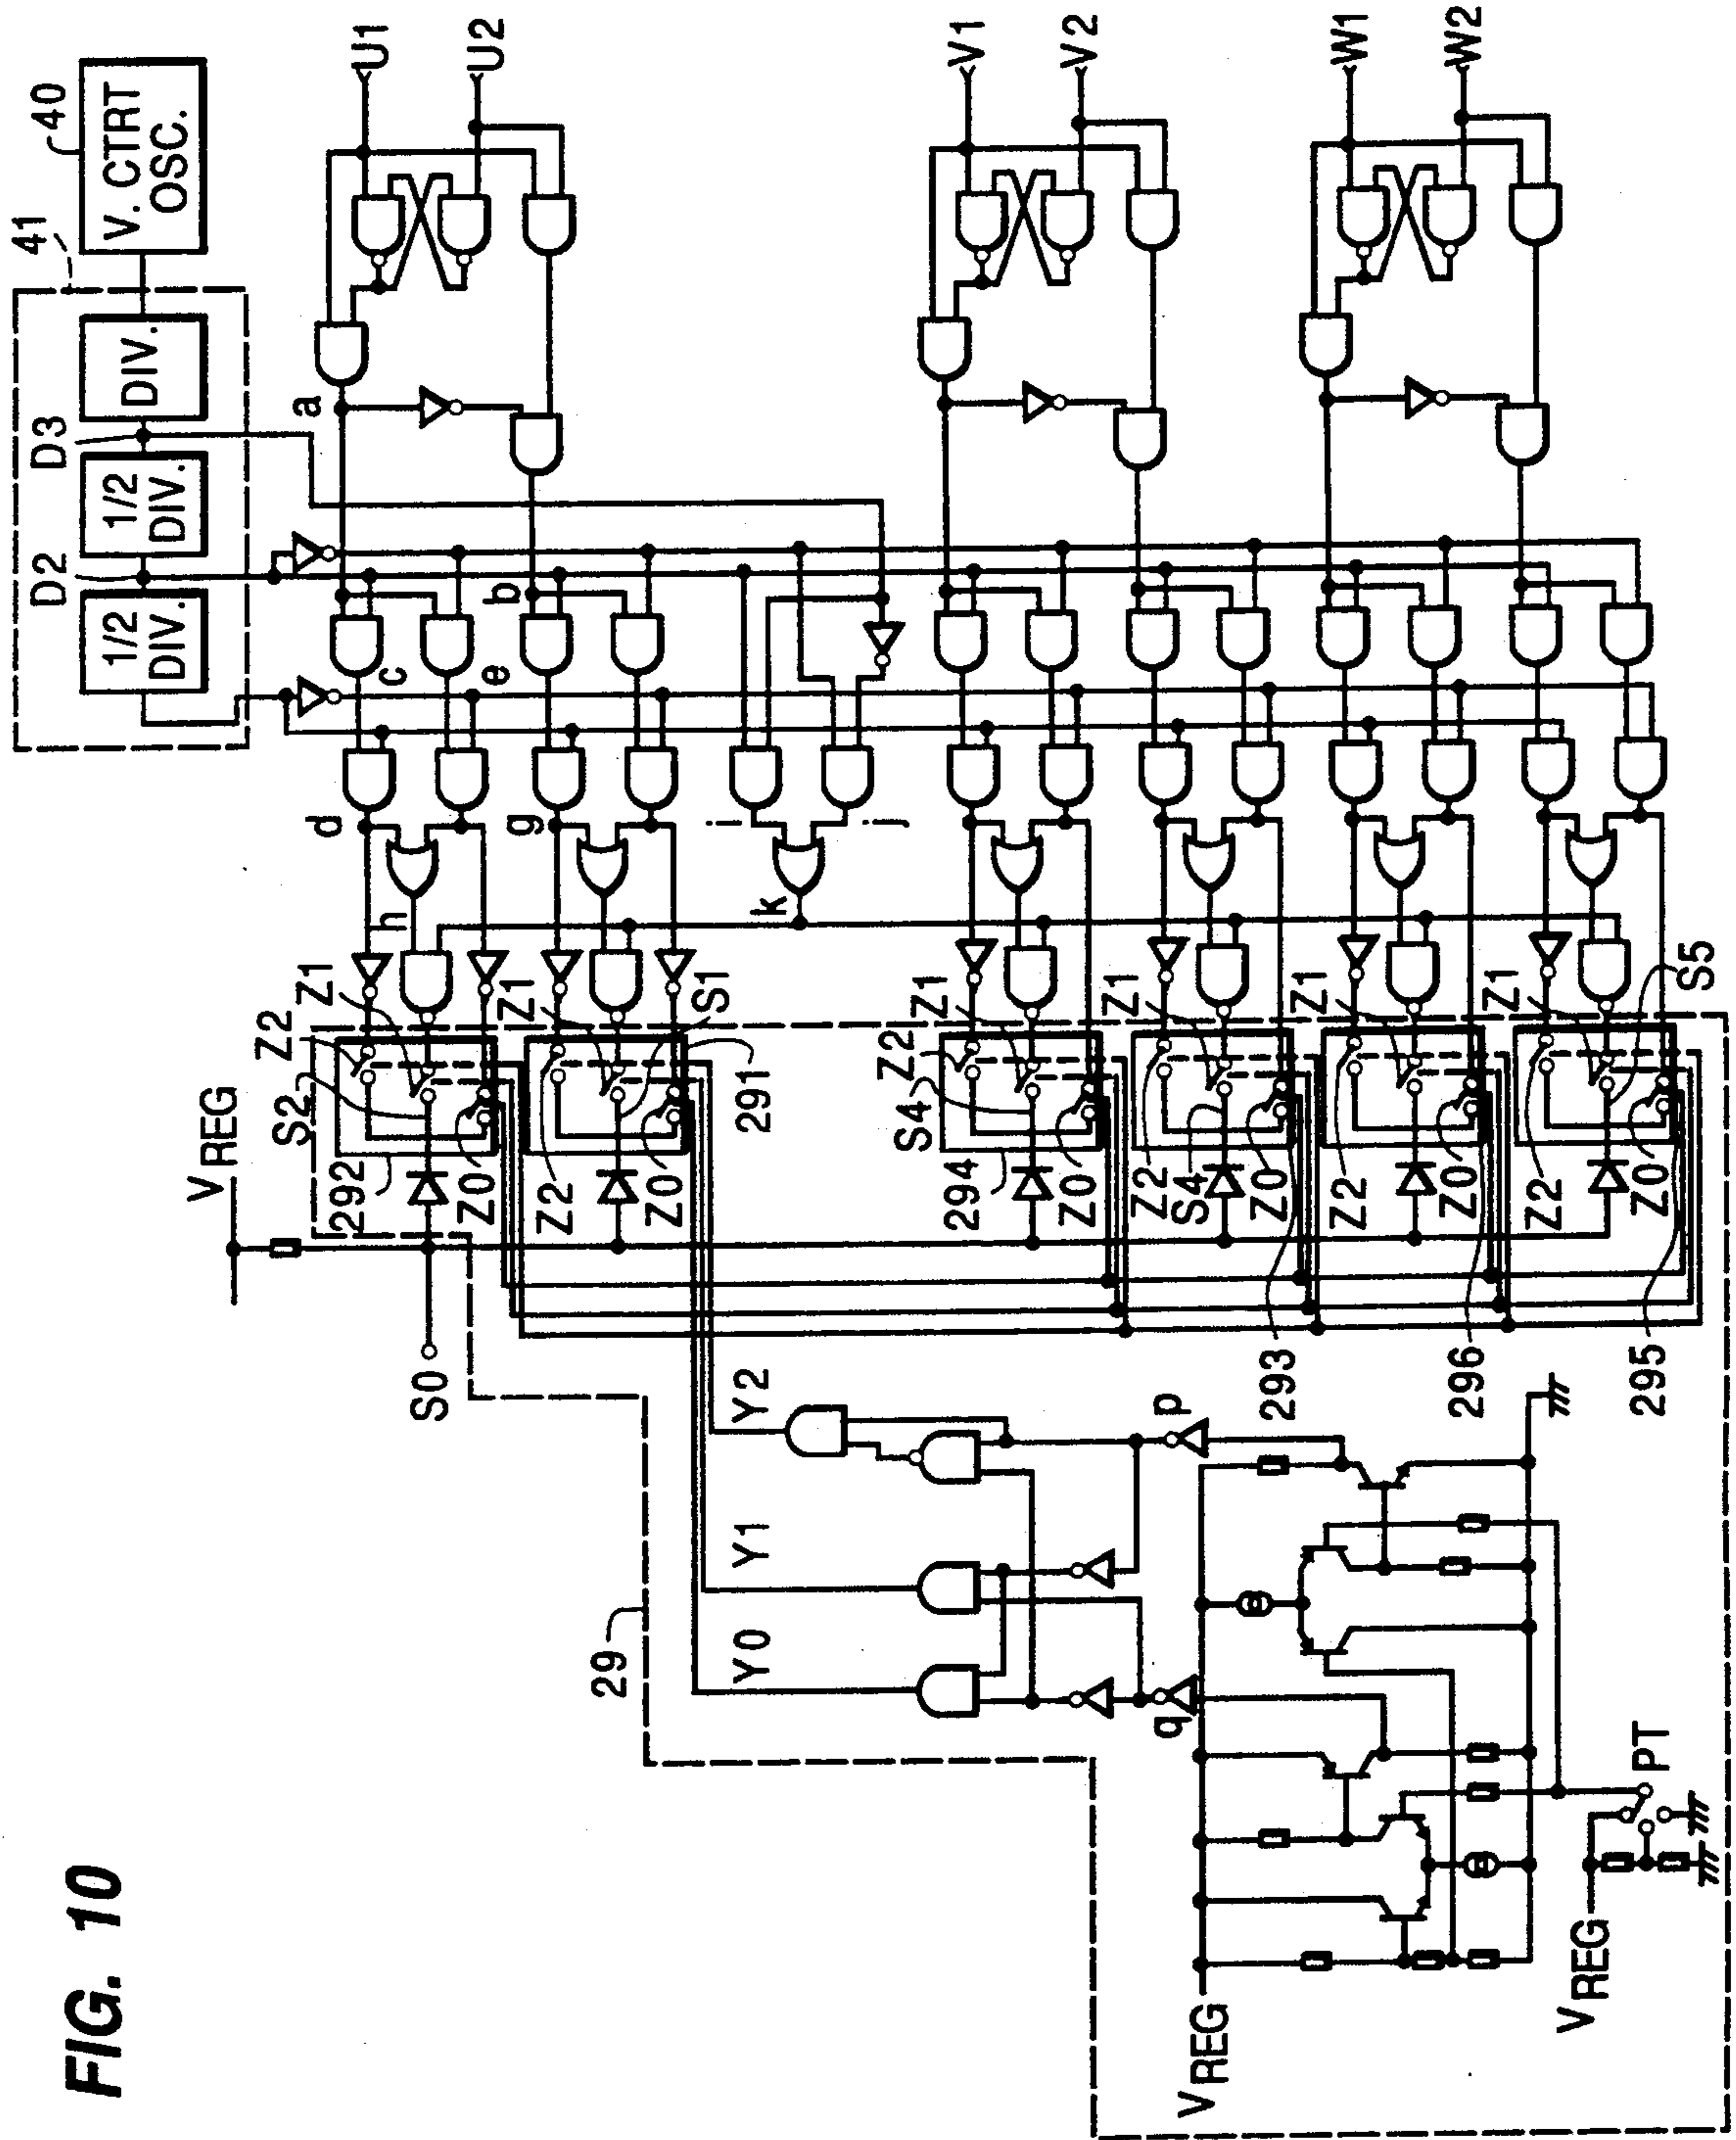 FIG. 10
40
V. CTRT
OSC.
41
DIV.
D3
1/2
DIV.
D2
1/2
DIV.
U1
U2
V1
V2
W1
W2
a
b
c
e
d
g
h
i
j
k
VREG
S0
S2
Z2
Z1
292
Z0
Z1
S1
Z2
Z0
291
Z2
Z1
S4
294
Z0
Z1
Z2
S4
Z0
293
Z1
Z2
Z0
296
Z1
S5
Z2
Z0
295
29
Y2
Y1
Y0
p
q
VREG
VREG
PT